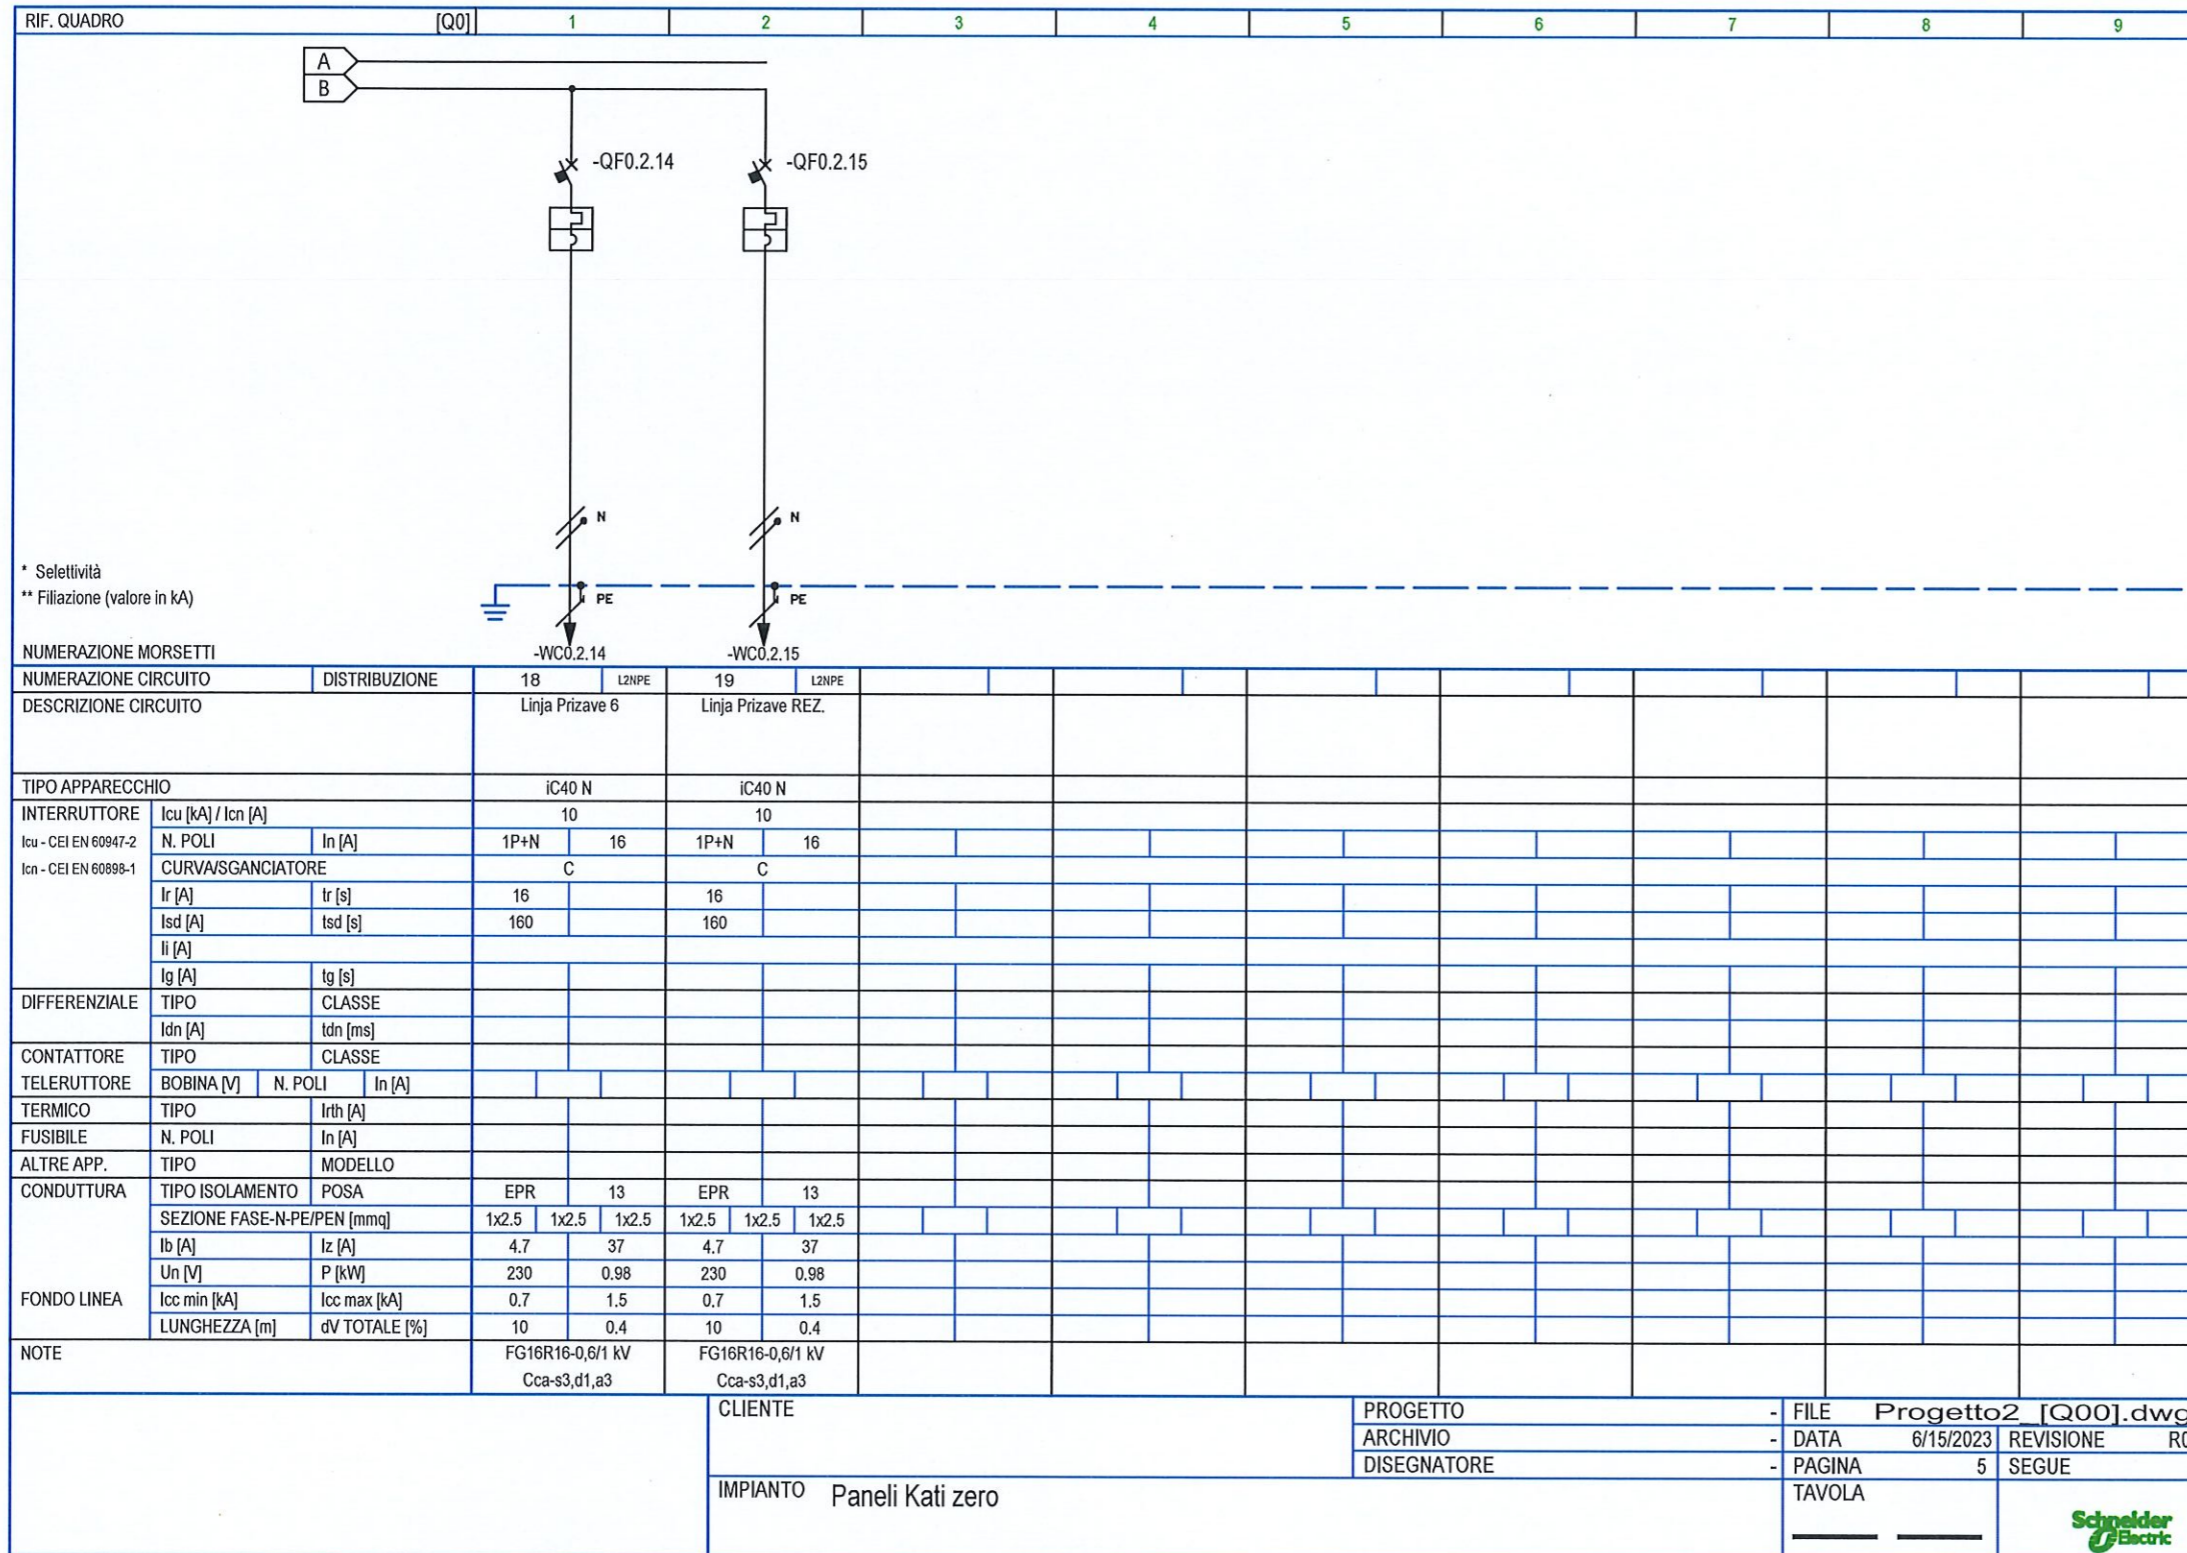 RIF. QUADRO [Q0] 1 2 3 4 5 6 7 8 9
A
B
-QF0.2.14 -QF0.2.15
N N
* Selettività
** Filiazione (valore in kA)
PE PE
NUMERAZIONE MORSETTI -WC0.2.14 -WC0.2.15
NUMERAZIONE CIRCUITO DISTRIBUZIONE 18 L2NPE 19 L2NPE
DESCRIZIONE CIRCUITO Linja Prizave 6 Linja Prizave REZ.
TIPO APPARECCHIO iC40 N iC40 N
INTERRUTTORE Icu [kA] / Icn [A] 10 10
Icu - CEI EN 60947-2 N. POLI In [A] 1P+N 16 1P+N 16
Icn - CEI EN 60898-1 CURVA/SGANCIATORE C C
Ir [A] tr [s] 16 16
Isd [A] tsd [s] 160 160
Ii [A]
Ig [A] tg [s]
DIFFERENZIALE TIPO CLASSE
Idn [A] tdn [ms]
CONTATTORE TIPO CLASSE
TELERUTTORE BOBINA [V] N. POLI In [A]
TERMICO TIPO Irth [A]
FUSIBILE N. POLI In [A]
ALTRE APP. TIPO MODELLO
CONDUTTURA TIPO ISOLAMENTO POSA EPR 13 EPR 13
SEZIONE FASE-N-PE/PEN [mmq] 1x2.5 1x2.5 1x2.5 1x2.5 1x2.5 1x2.5
Ib [A] Iz [A] 4.7 37 4.7 37
Un [V] P [kW] 230 0.98 230 0.98
FONDO LINEA Icc min [kA] Icc max [kA] 0.7 1.5 0.7 1.5
LUNGHEZZA [m] dV TOTALE [%] 10 0.4 10 0.4
NOTE FG16R16-0,6/1 kV FG16R16-0,6/1 kV
Cca-s3,d1,a3 Cca-s3,d1,a3
CLIENTE PROGETTO - FILE Progetto2_[Q00].dwg
ARCHIVIO - DATA 6/15/2023 REVISIONE R0
DISEGNATORE - PAGINA 5 SEGUE
IMPIANTO Paneli Kati zero TAVOLA
Schneider
Electric